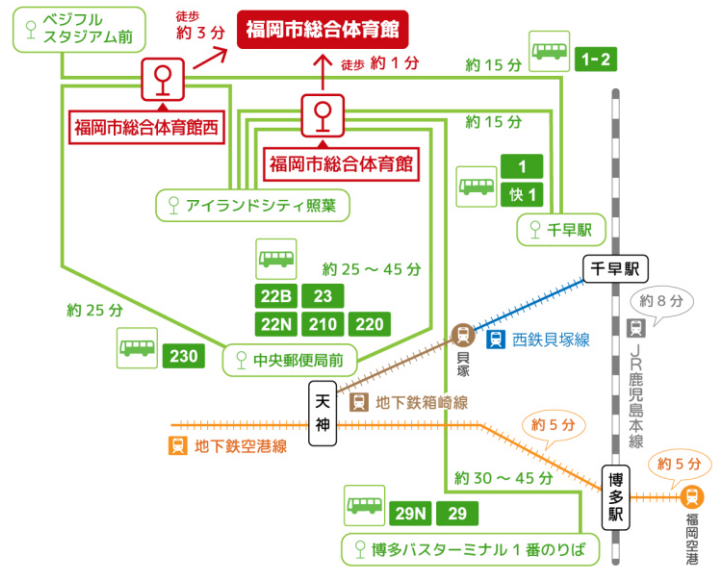 ベジフル
スタジアム前
徒歩
約3分
福岡市総合体育館
徒歩 約1分
約15分
1-2
福岡市総合体育館西
約15分
福岡市総合体育館
1
快1
アイランドシティ照葉
千早駅
約25～45分
22B
23
22N
210
220
千早駅
約8分
約25分
230
中央郵便局前
貝塚
西鉄貝塚線
JR鹿児島本線
天神
地下鉄箱崎線
地下鉄空港線
約5分
約30～45分
約5分
博多駅
29N
29
福岡空港
博多バスターミナル1番のりば